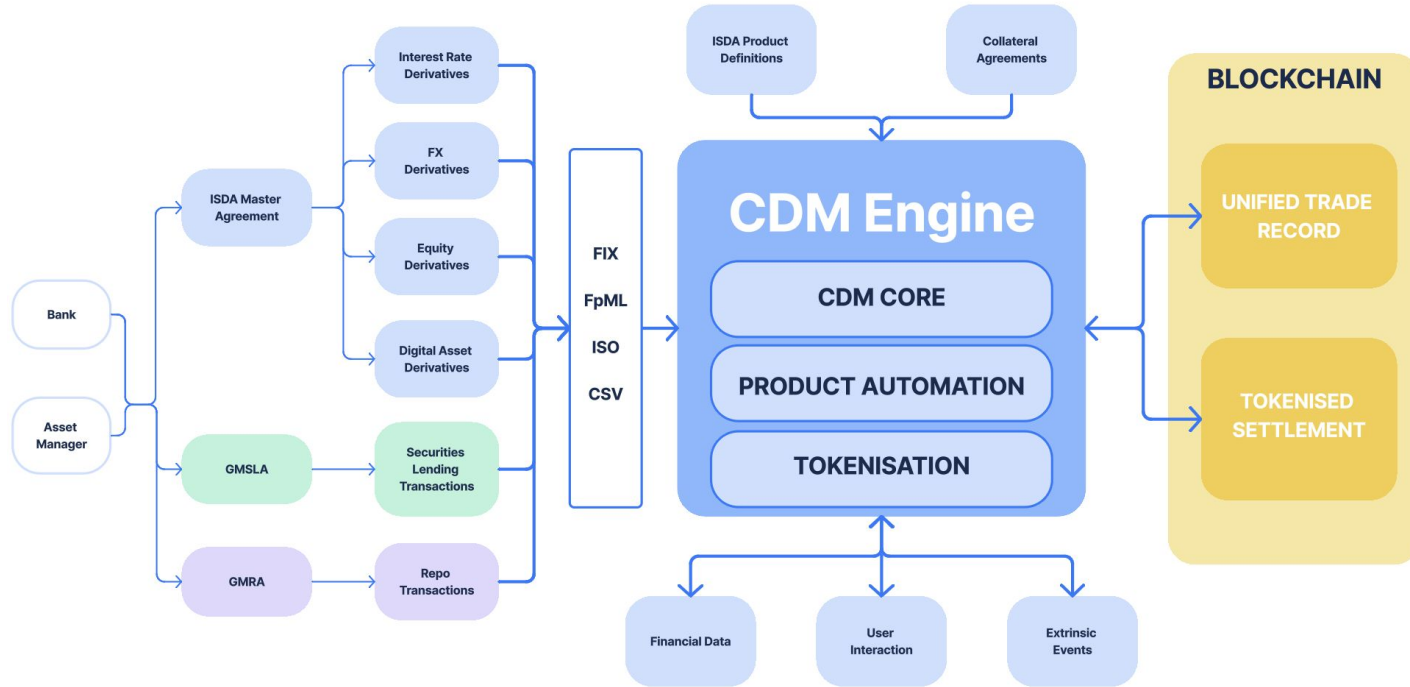 Bank
Asset
Manager
ISDA Master
Agreement
GMSLA
GMRA
Interest Rate
Derivatives
FX
Derivatives
Equity
Derivatives
Digital Asset
Derivatives
Securities
Lending
Transactions
Repo
Transactions
FIX
FpML
ISO
CSV
ISDA Product
Definitions
Collateral
Agreements
CDM Engine
CDM CORE
PRODUCT AUTOMATION
TOKENISATION
Financial Data
User
Interaction
Extrinsic
Events
BLOCKCHAIN
UNIFIED TRADE
RECORD
TOKENISED
SETTLEMENT